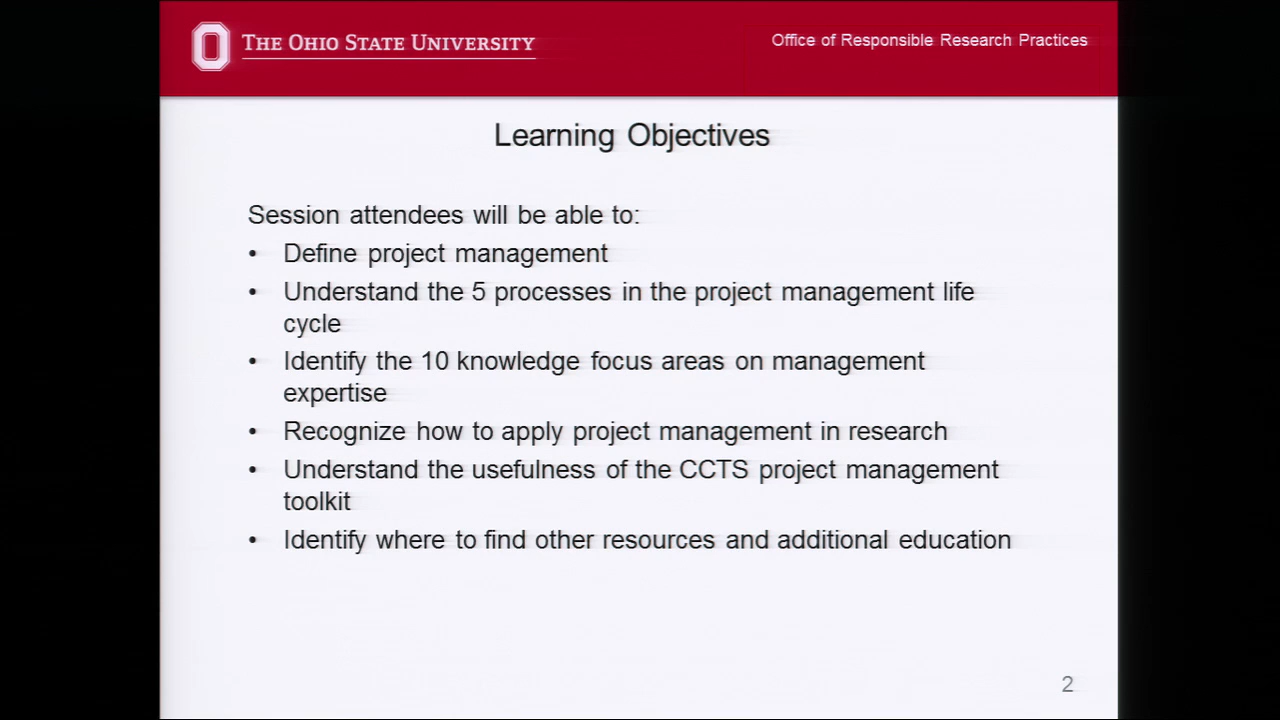 THE OHIO STATE UNIVERSITY
Office of Responsible Research Practices
Learning Objectives
Session attendees will be able to:
• Define project management
• Understand the 5 processes in the project management life
cycle
• Identify the 10 knowledge focus areas on management
expertise
• Recognize how to apply project management in research
• Understand the usefulness of the CCTS project management
toolkit
• Identify where to find other resources and additional education
2